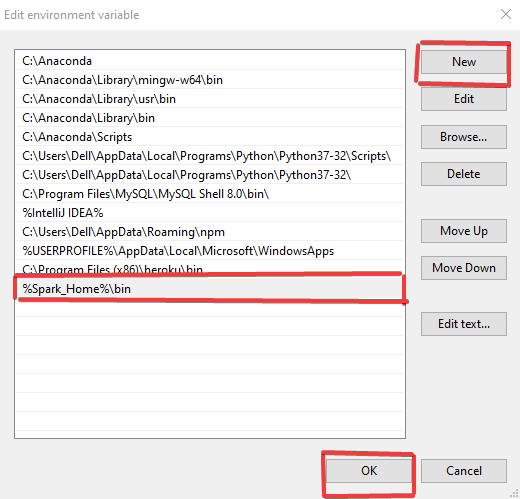 Edit environment variable
C:\Anaconda
C:\Anaconda\Library\mingw-w64\bin
C:\Anaconda\Library\usr\bin
C:\Anaconda\Library\bin
C:\Anaconda\Scripts
C:\Users\Dell\AppData\Local\Programs\Python\Python37-32\Scripts\
C:\Users\Dell\AppData\Local\Programs\Python\Python37-32\
C:\Program Files\MySQL\MySQL Shell 8.0\bin\
%IntelliJ IDEA%
C:\Users\Dell\AppData\Roaming\npm
%USERPROFILE%\AppData\Local\Microsoft\WindowsApps
C:\Program Files (x86)\heroku\bin
%Spark_Home%\bin
New
Edit
Browse...
Delete
Move Up
Move Down
Edit text...
OK
Cancel